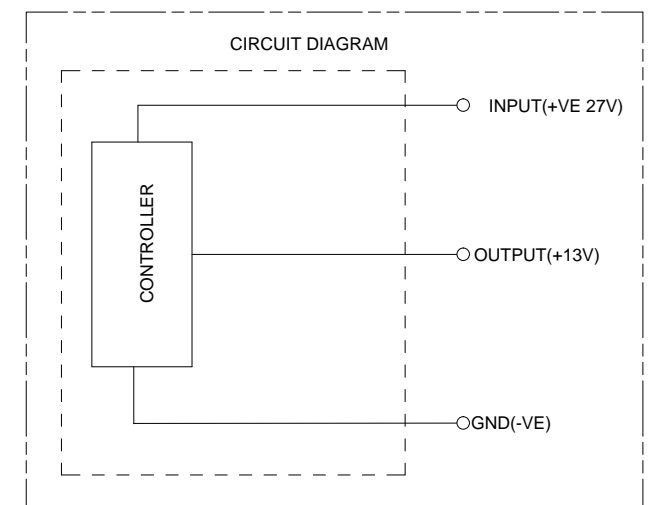 CIRCUIT DIAGRAM
INPUT(+VE 27V)
CONTROLLER
OUTPUT(+13V)
GND(-VE)